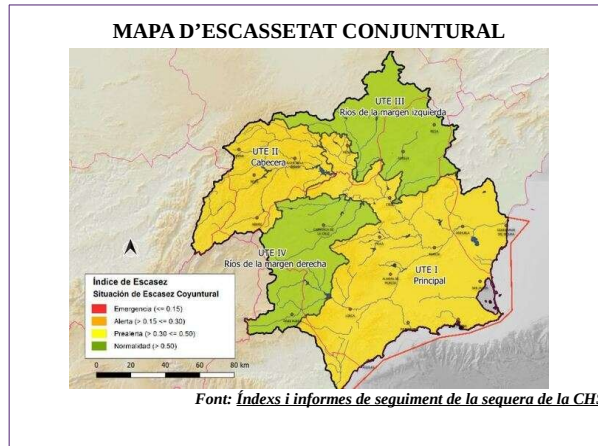 MAPA D'ESCASSETAT CONJUNTURAL
UTE III
Ríos de la margen izquierda
UTE II
Cabecera
UTE IV
Ríos de la margen derecha
UTE I
Principal
Índice de Escasez
Situación de Escasez Coyuntural
Emergencia (<= 0.15)
Alerta (> 0.15 <= 0.30)
Prealerta (> 0.30 <= 0.50)
Normalidad (> 0.50)
0 20 40 60 80 km
Font: Índexs i informes de seguiment de la sequera de la CHS